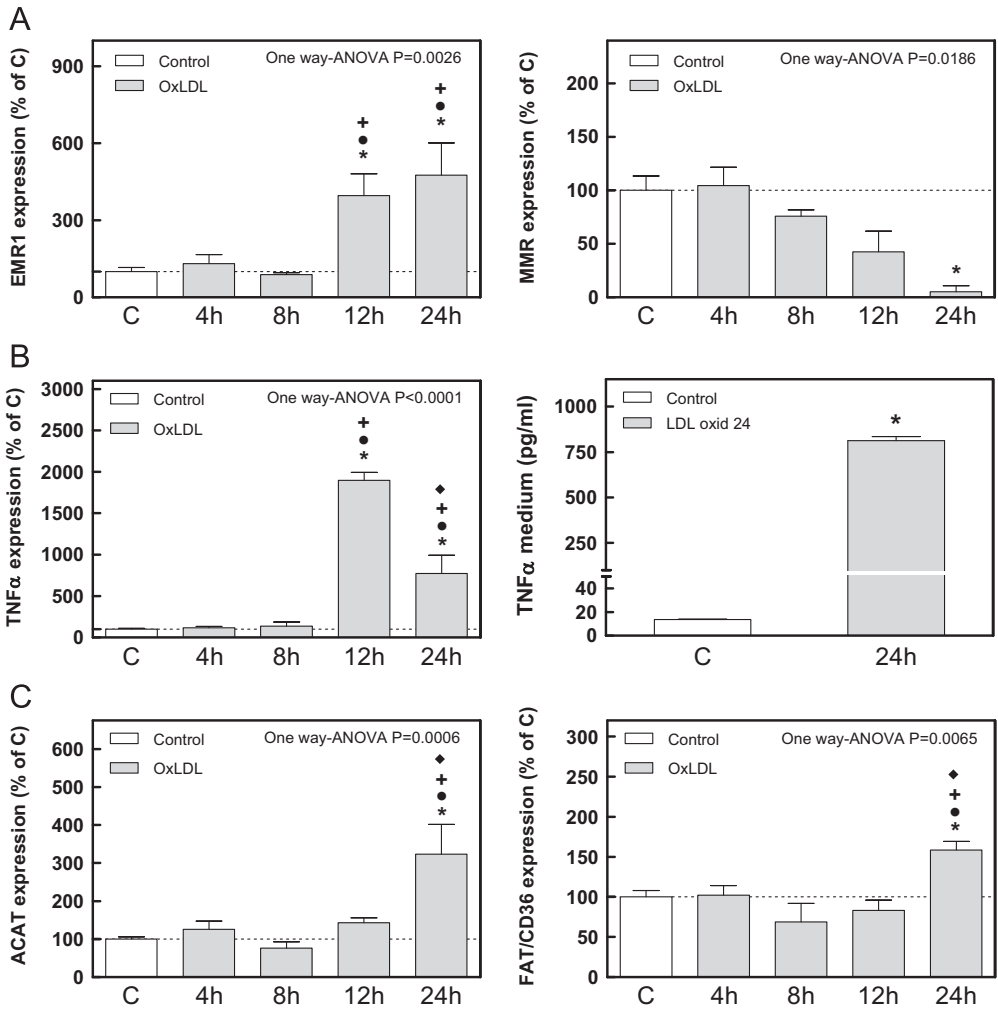 A
EMR1 expression (% of C)
900
600
300
0
Control
OxLDL
One way-ANOVA P=0.0026
+
●
*
+
●
*
C 4h 8h 12h 24h
MMR expression (% of C)
200
150
100
50
0
Control
OxLDL
One way-ANOVA P=0.0186
*
C 4h 8h 12h 24h
B
TNFα expression (% of C)
3000
2500
2000
1500
1000
500
0
Control
OxLDL
One way-ANOVA P<0.0001
+
●
*
◆
+
●
*
C 4h 8h 12h 24h
TNFα medium (pg/ml)
1000
750
500
250
40
20
0
Control
LDL oxid 24
*
C 24h
C
ACAT expression (% of C)
600
500
400
300
200
100
0
Control
OxLDL
One way-ANOVA P=0.0006
◆
+
●
*
C 4h 8h 12h 24h
FAT/CD36 expression (% of C)
300
250
200
150
100
50
0
Control
OxLDL
One way-ANOVA P=0.0065
◆
+
●
*
C 4h 8h 12h 24h